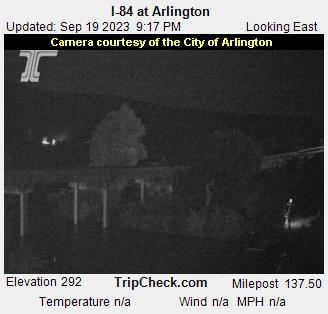 I-84 at Arlington
Updated: Sep 19 2023 9:17 PM Looking East
Camera courtesy of the City of Arlington
Elevation 292 TripCheck.com Milepost 137.50
Temperature n/a Wind n/a MPH n/a